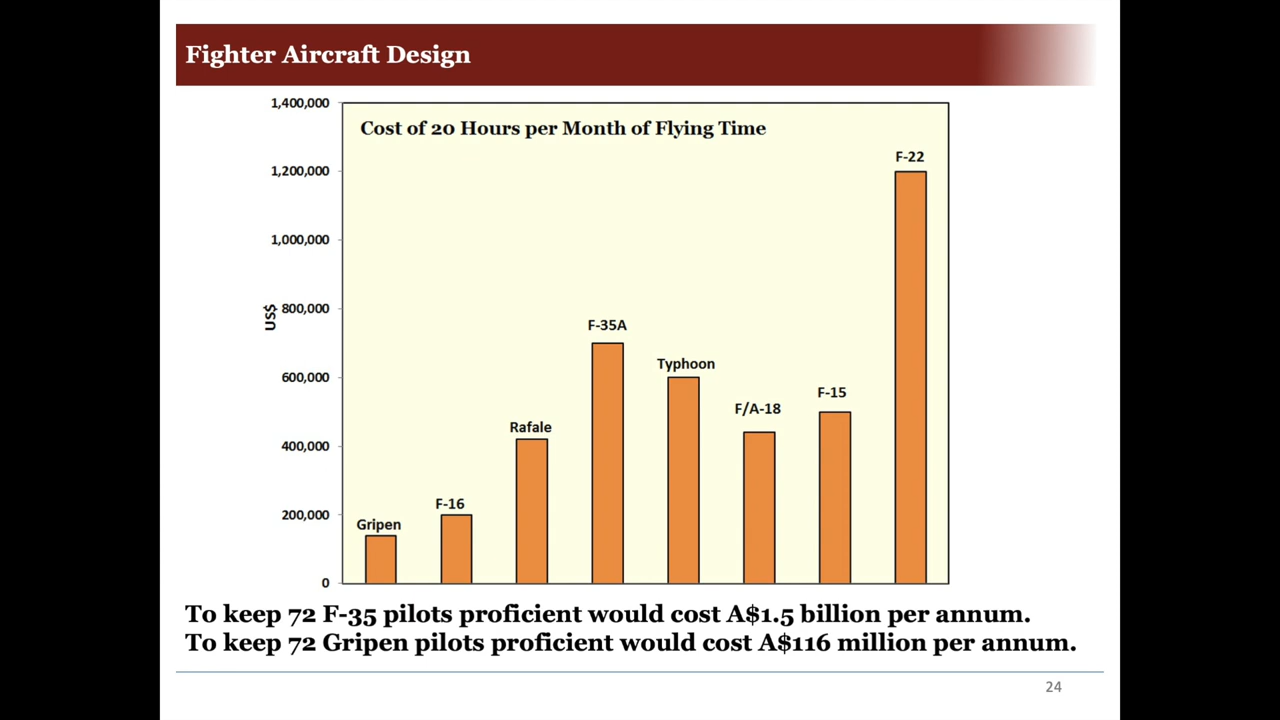 Fighter Aircraft Design
Cost of 20 Hours per Month of Flying Time
US$
1,400,000
1,200,000
1,000,000
800,000
600,000
400,000
200,000
0
Gripen
F-16
Rafale
F-35A
Typhoon
F/A-18
F-15
F-22
To keep 72 F-35 pilots proficient would cost A$1.5 billion per annum.
To keep 72 Gripen pilots proficient would cost A$116 million per annum.
24